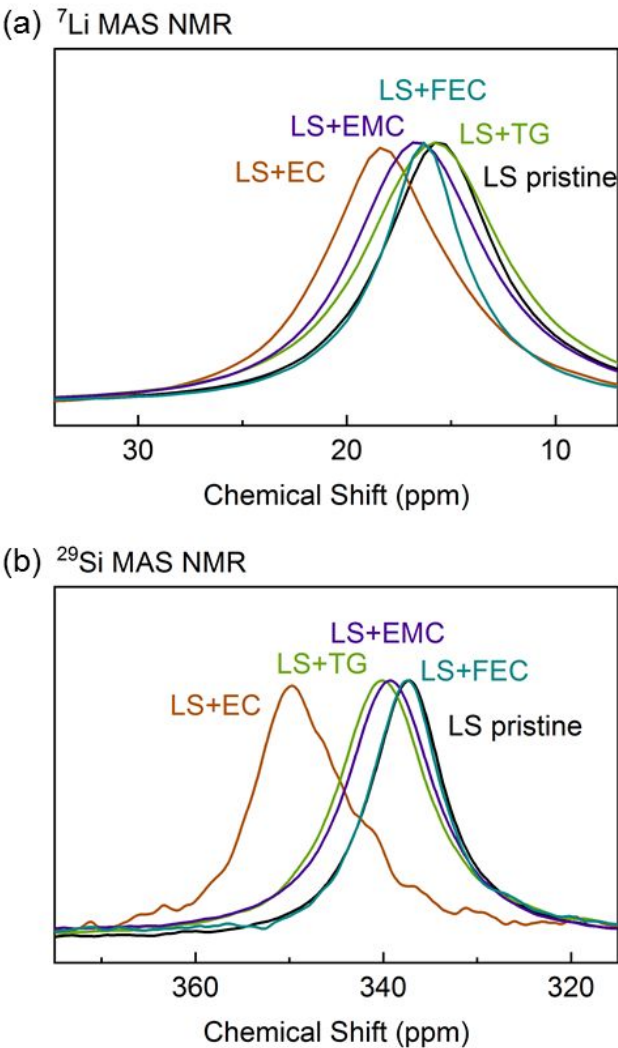 (a) ⁷Li MAS NMR
LS+FEC
LS+EMC
LS+TG
LS+EC
LS pristine
30 20 10
Chemical Shift (ppm)
(b) ²⁹Si MAS NMR
LS+EMC
LS+TG
LS+FEC
LS+EC
LS pristine
360 340 320
Chemical Shift (ppm)